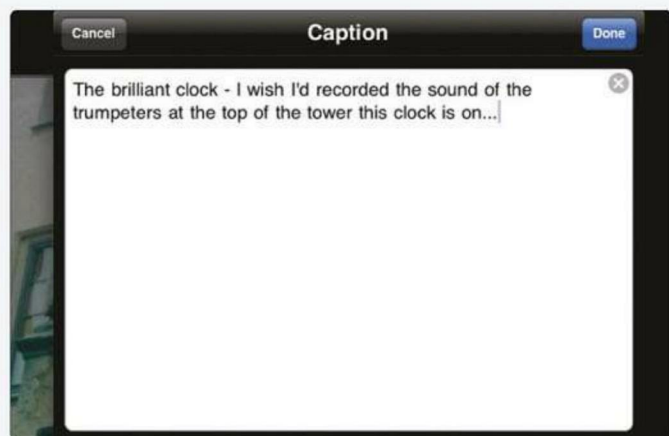 Cancel
Caption
Done
The brilliant clock - I wish I'd recorded the sound of the
trumpeters at the top of the tower this clock is on...